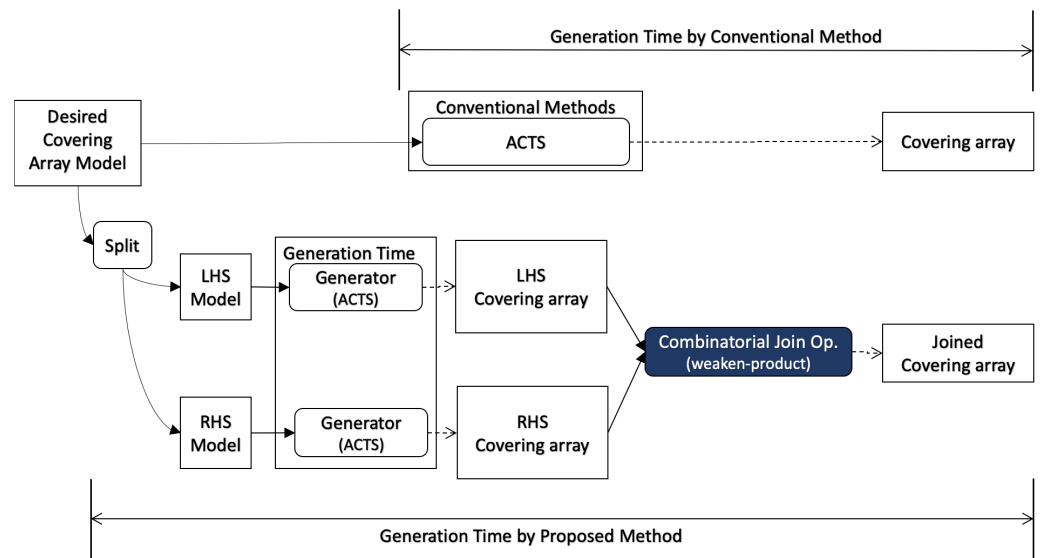 Generation Time by Conventional Method
Desired
Covering
Array Model
Conventional Methods
ACTS
Covering array
Split
LHS
Model
Generation Time
Generator
(ACTS)
LHS
Covering array
Combinatorial Join Op.
(weaken-product)
Joined
Covering array
RHS
Model
Generator
(ACTS)
RHS
Covering array
Generation Time by Proposed Method